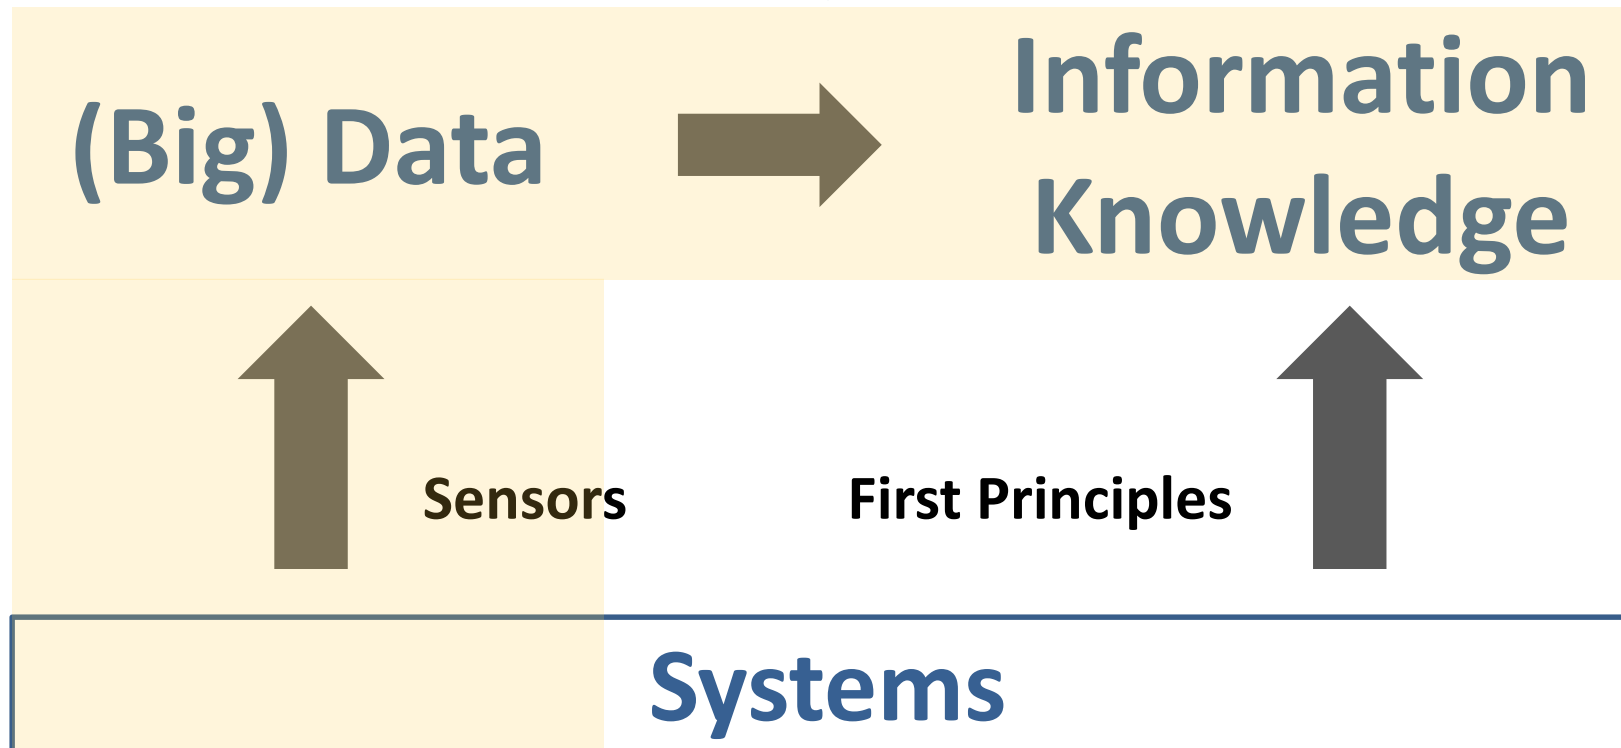 (Big) Data
Information
Knowledge
Sensors
First Principles
Systems